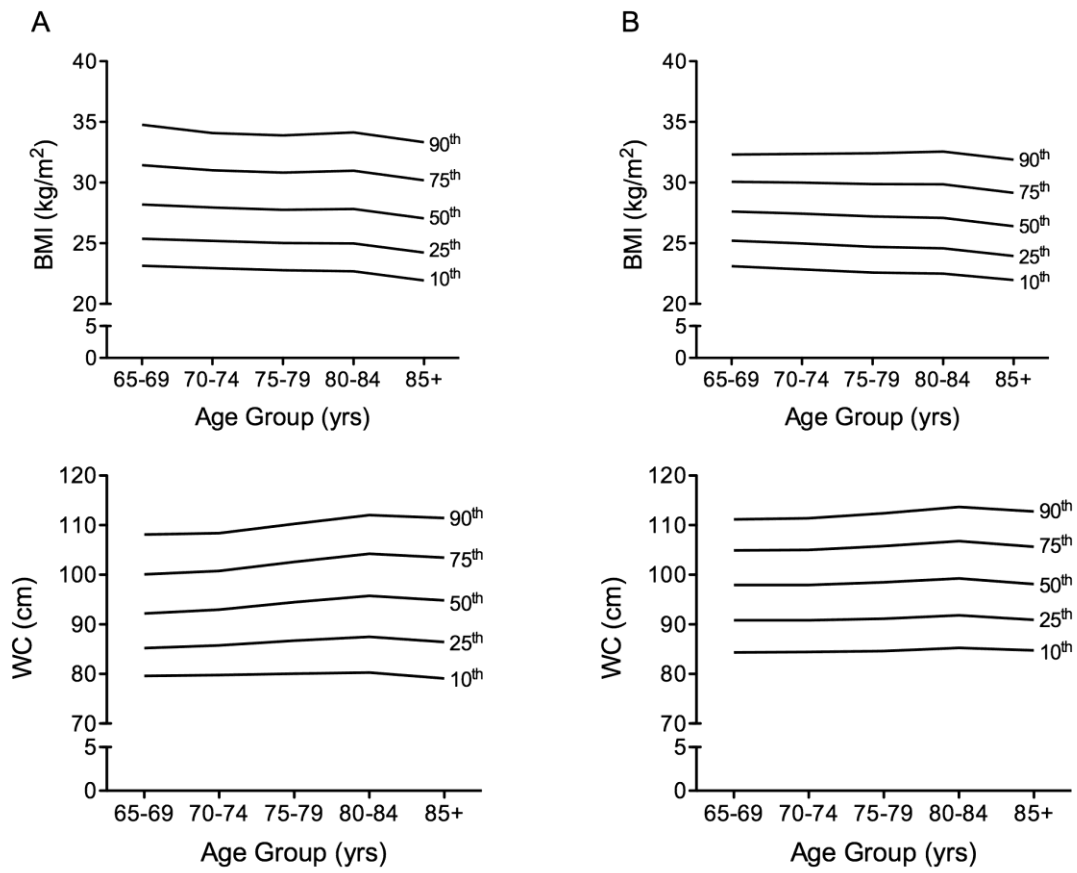 A
BMI (kg/m²)
40
35
30
25
20
5
0
90th
75th
50th
25th
10th
65-69 70-74 75-79 80-84 85+
Age Group (yrs)
B
BMI (kg/m²)
40
35
30
25
20
5
0
90th
75th
50th
25th
10th
65-69 70-74 75-79 80-84 85+
Age Group (yrs)
WC (cm)
120
110
100
90
80
70
5
0
90th
75th
50th
25th
10th
65-69 70-74 75-79 80-84 85+
Age Group (yrs)
WC (cm)
120
110
100
90
80
70
5
0
90th
75th
50th
25th
10th
65-69 70-74 75-79 80-84 85+
Age Group (yrs)